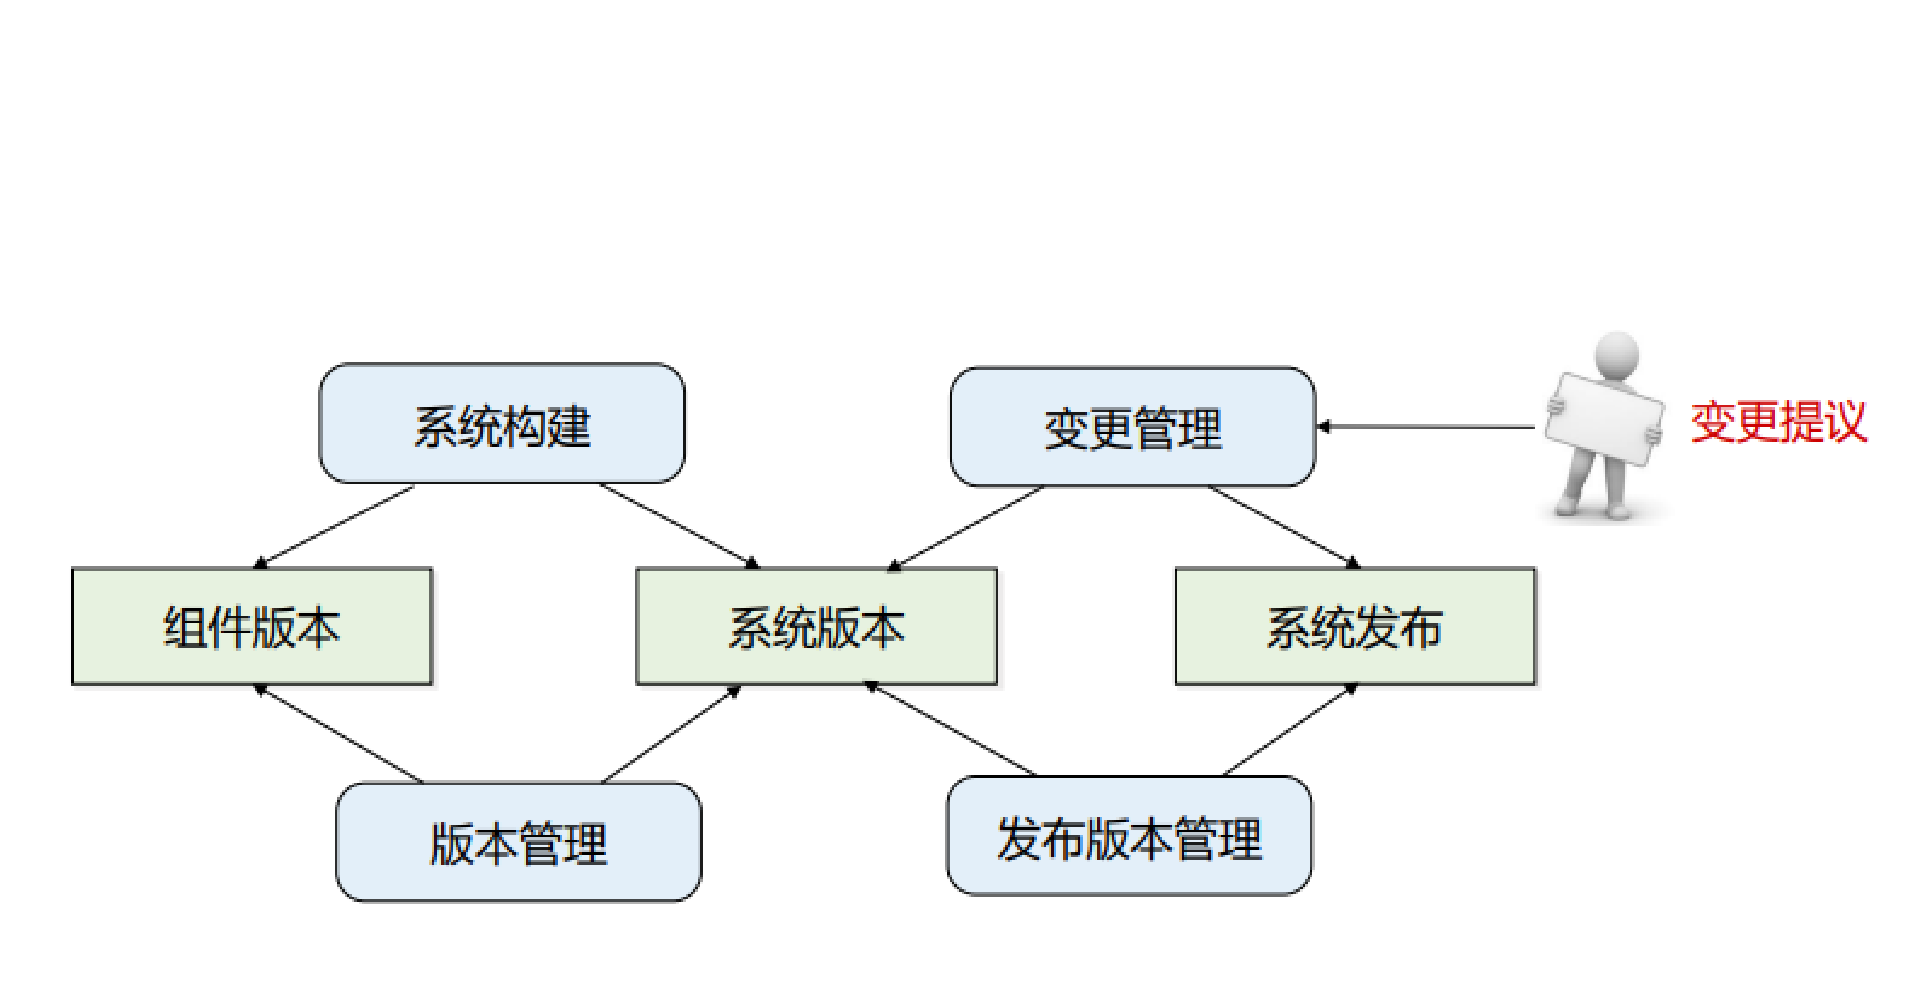 系统构建
变更管理
变更提议
组件版本
系统版本
系统发布
版本管理
发布版本管理